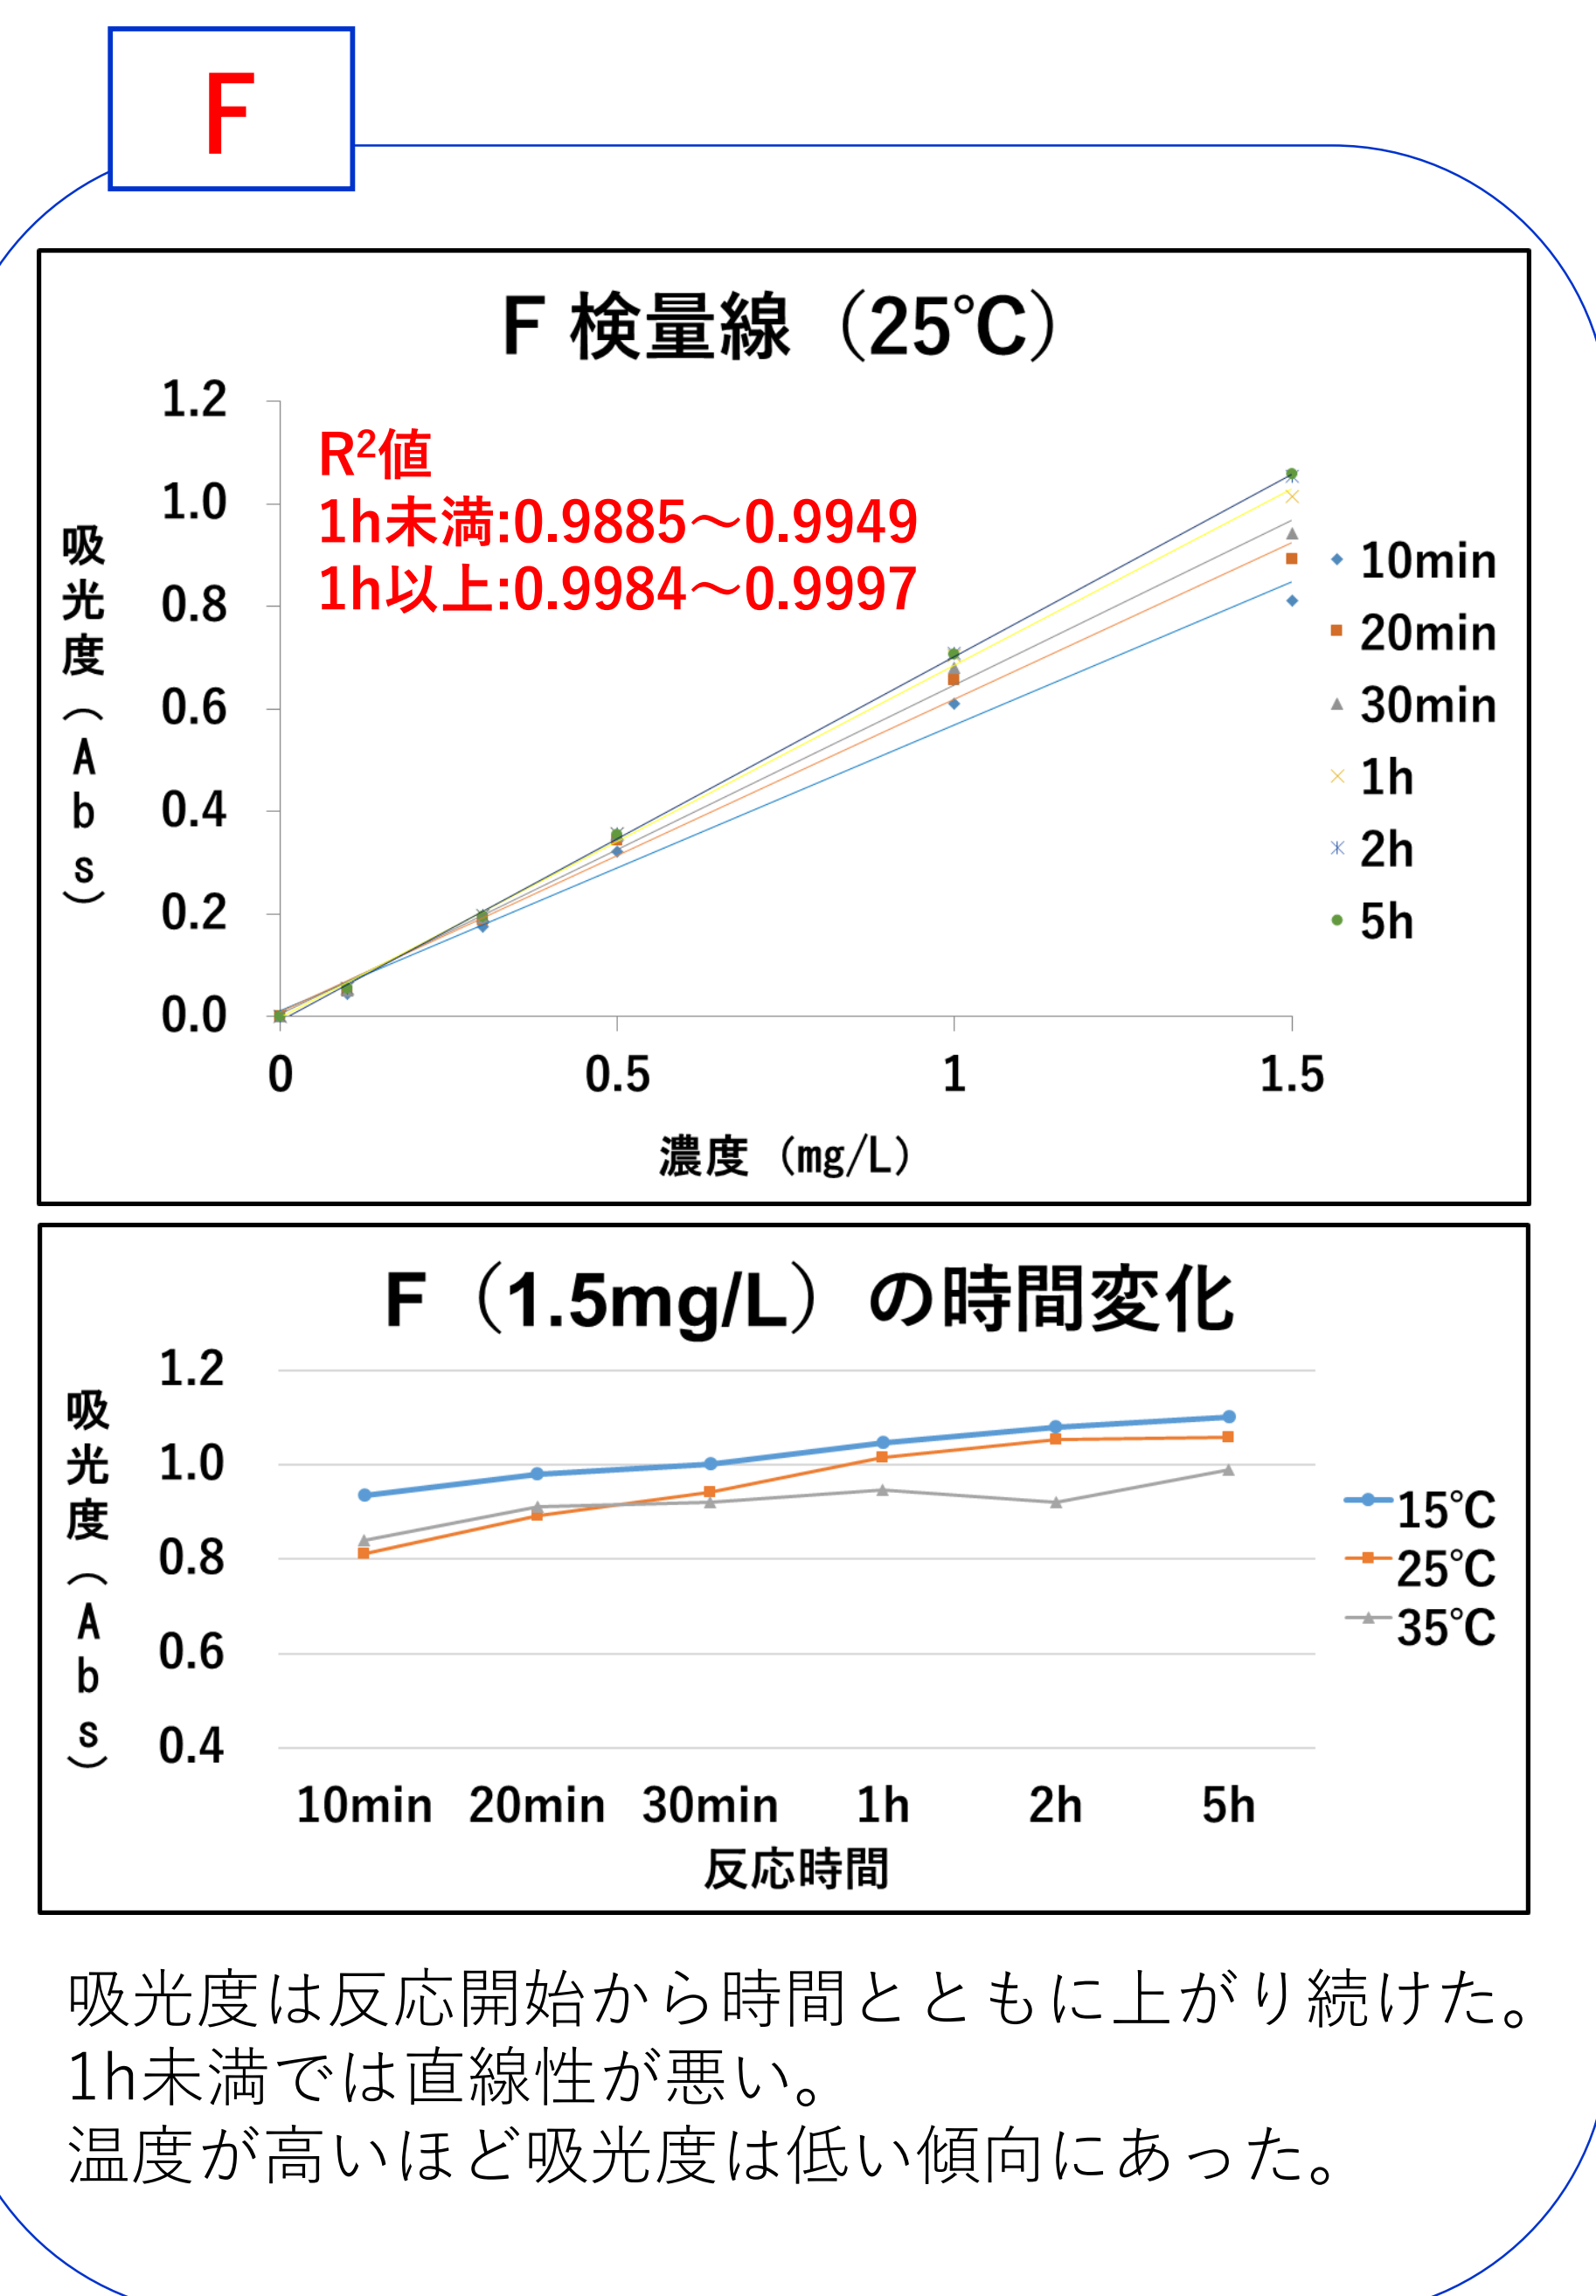 F
F 検量線（25℃）
R²値
1h未満:0.9885～0.9949
1h以上:0.9984～0.9997
吸光度（Abs）
1.2
1.0
0.8
0.6
0.4
0.2
0.0
0
0.5
1
1.5
濃度（mg/L）
10min
20min
30min
1h
2h
5h
F（1.5mg/L）の時間変化
吸光度（Abs）
1.2
1.0
0.8
0.6
0.4
10min
20min
30min
1h
2h
5h
反応時間
15℃
25℃
35℃
吸光度は反応開始から時間とともに上がり続けた。
1h未満では直線性が悪い。
温度が高いほど吸光度は低い傾向にあった。